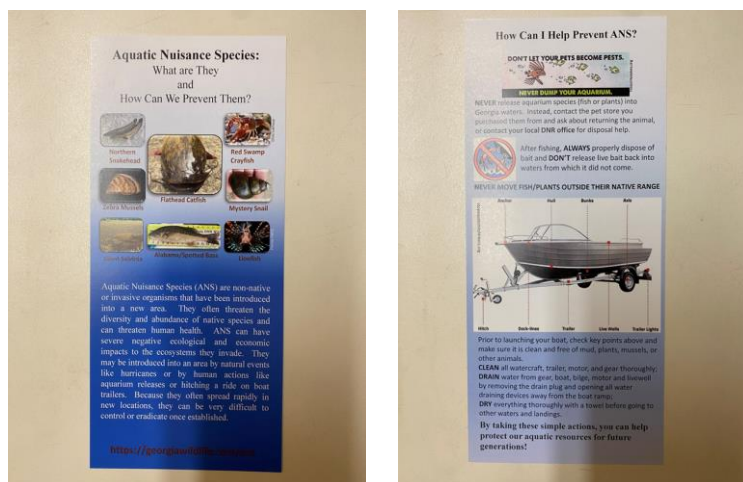 Aquatic Nuisance Species:
What are They
and
How Can We Prevent Them?
Northern
Snakehead
Red Swamp
Crayfish
Zebra Mussels
Flathead Catfish
Mystery Snail
Alabama/Spotted Bass
Lionfish
Aquatic Nuisance Species (ANS) are non-native
or invasive organisms that have been introduced
into a new area. They often threaten the
diversity and abundance of native species and
can threaten human health. ANS can have
severe negative ecological and economic
impacts to the ecosystems they invade. They
may be introduced into an area by natural events
like hurricanes or by human actions like
aquarium releases or hitching a ride on boat
trailers. Because they often spread rapidly in
new locations, they can be very difficult to
control or eradicate once established.
How Can I Help Prevent ANS?
DON'T LET YOUR PETS BECOME PESTS.
NEVER DUMP YOUR AQUARIUM.
NEVER release aquarium species (fish or plants) into
Georgia waters. Instead, contact the pet store you
purchased them from and ask about returning the animal,
or contact your local DNR office for disposal help.
After fishing, ALWAYS properly dispose of
bait and DON'T release live bait back into
waters from which it did not come.
NEVER MOVE FISH/PLANTS OUTSIDE THEIR NATIVE RANGE
Hull
Bunks
Axle
Hitch
Trailer
Live Wells
Trailer Lights
Prior to launching your boat, check key points above and
make sure it is clean and free of mud, plants, mussels, or
other animals.
CLEAN all watercraft, trailer, motor, and gear thoroughly;
DRAIN water from gear, boat, bilge, motor and livewell
by removing the drain plug and opening all water
draining devices away from the boat ramp;
DRY everything thoroughly with a towel before going to
other waters and landings.
By taking these simple actions, you can help
protect our aquatic resources for future
generations!